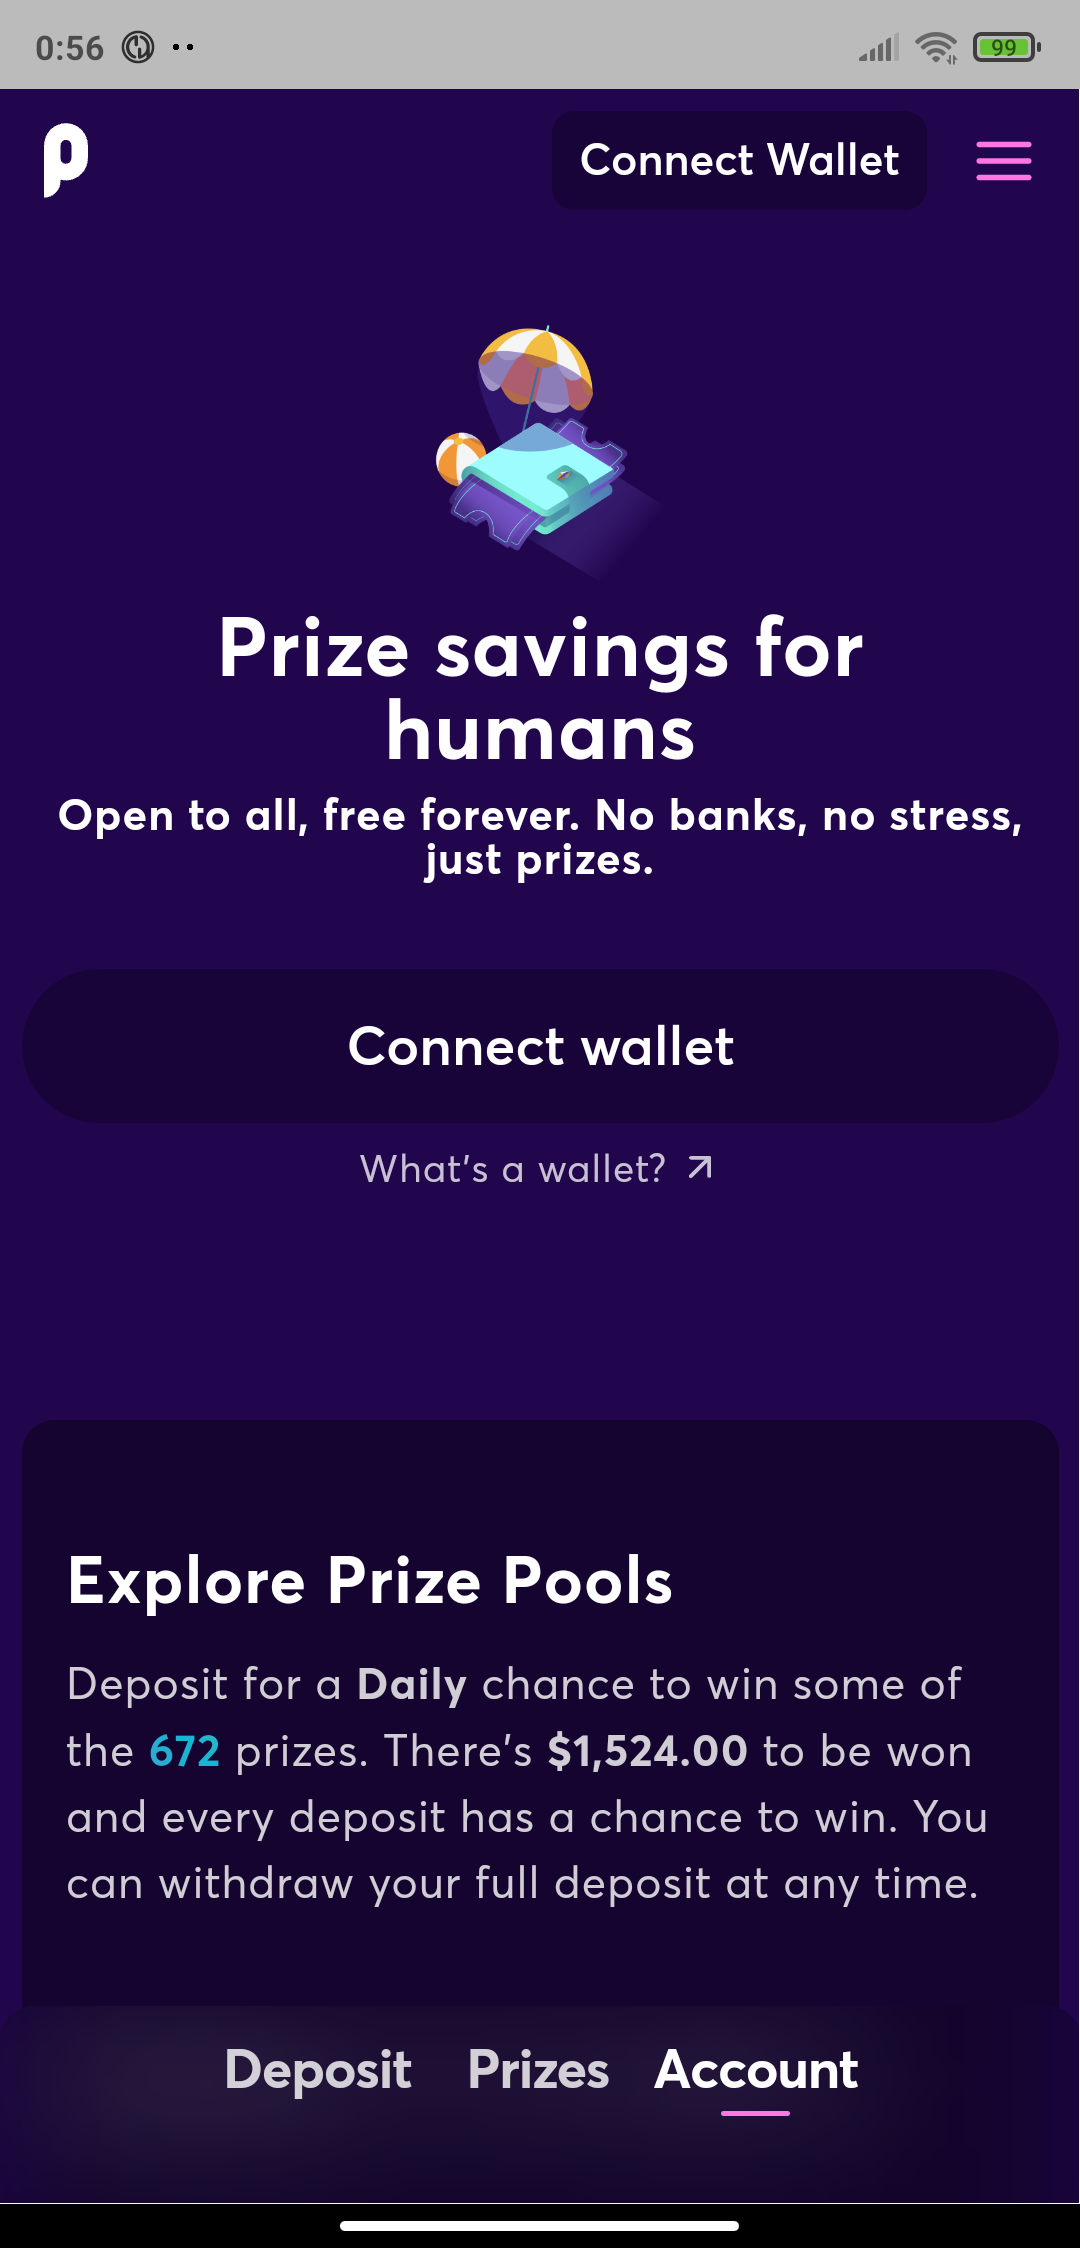 0:56
99
Connect Wallet
Prize savings for
humans
Open to all, free forever. No banks, no stress,
just prizes.
Connect wallet
What's a wallet?
Explore Prize Pools
Deposit for a Daily chance to win some of
the 672 prizes. There's $1,524.00 to be won
and every deposit has a chance to win. You
can withdraw your full deposit at any time.
Deposit Prizes Account